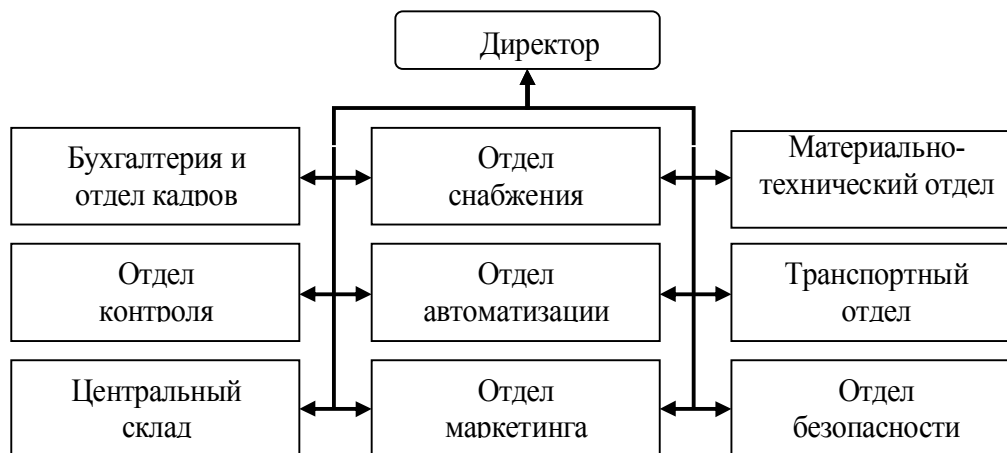 Директор
Бухгалтерия и
отдел кадров
Отдел
снабжения
Материально-
технический отдел
Отдел
контроля
Отдел
автоматизации
Транспортный
отдел
Центральный
склад
Отдел
маркетинга
Отдел
безопасности